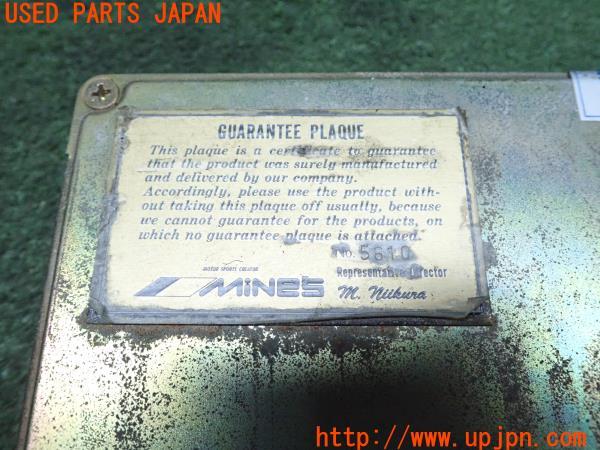 USED PARTS JAPAN
GUARANTEE PLAQUE
This plaque is a certificate to guarantee
that the product was surely manufactured
and delivered by our company.
Accordingly, please use the product with-
out taking this plaque off usually, because
we cannot guarantee for the products, on
which no guarantee plaque is attached.
No. 5610
MOTOR SPORTS CREATOR
Representative Director
MINE'S
M. Niikura
http://www.upjpn.com/